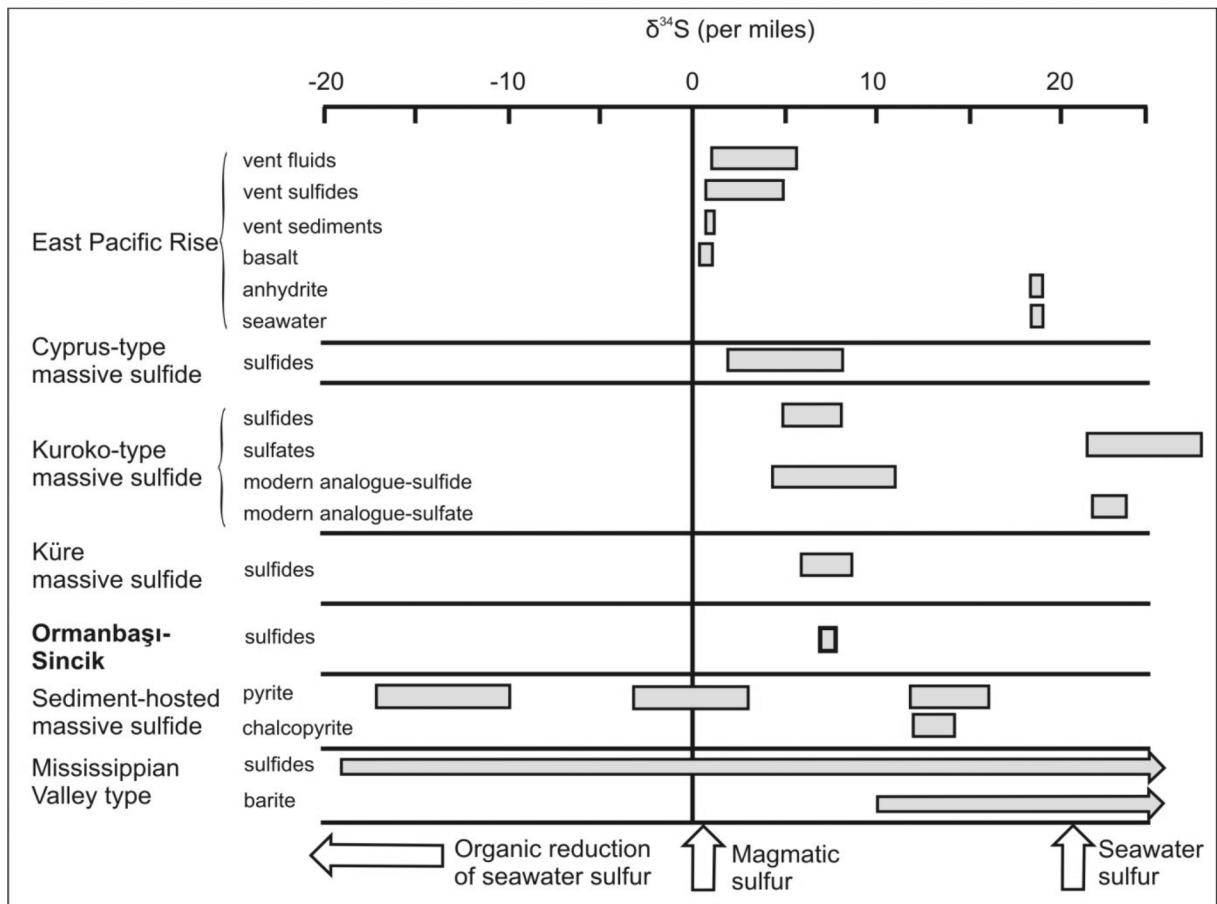 δ³⁴S (per miles)
-20 -10 0 10 20
East Pacific Rise
vent fluids
vent sulfides
vent sediments
basalt
anhydrite
seawater
Cyprus-type
massive sulfide
sulfides
Kuroko-type
massive sulfide
sulfides
sulfates
modern analogue-sulfide
modern analogue-sulfate
Küre
massive sulfide
sulfides
Ormanbaşı-
Sincik
sulfides
Sediment-hosted
massive sulfide
pyrite
chalcopyrite
Mississippian
Valley type
sulfides
barite
Organic reduction
of seawater sulfur
Magmatic
sulfur
Seawater
sulfur